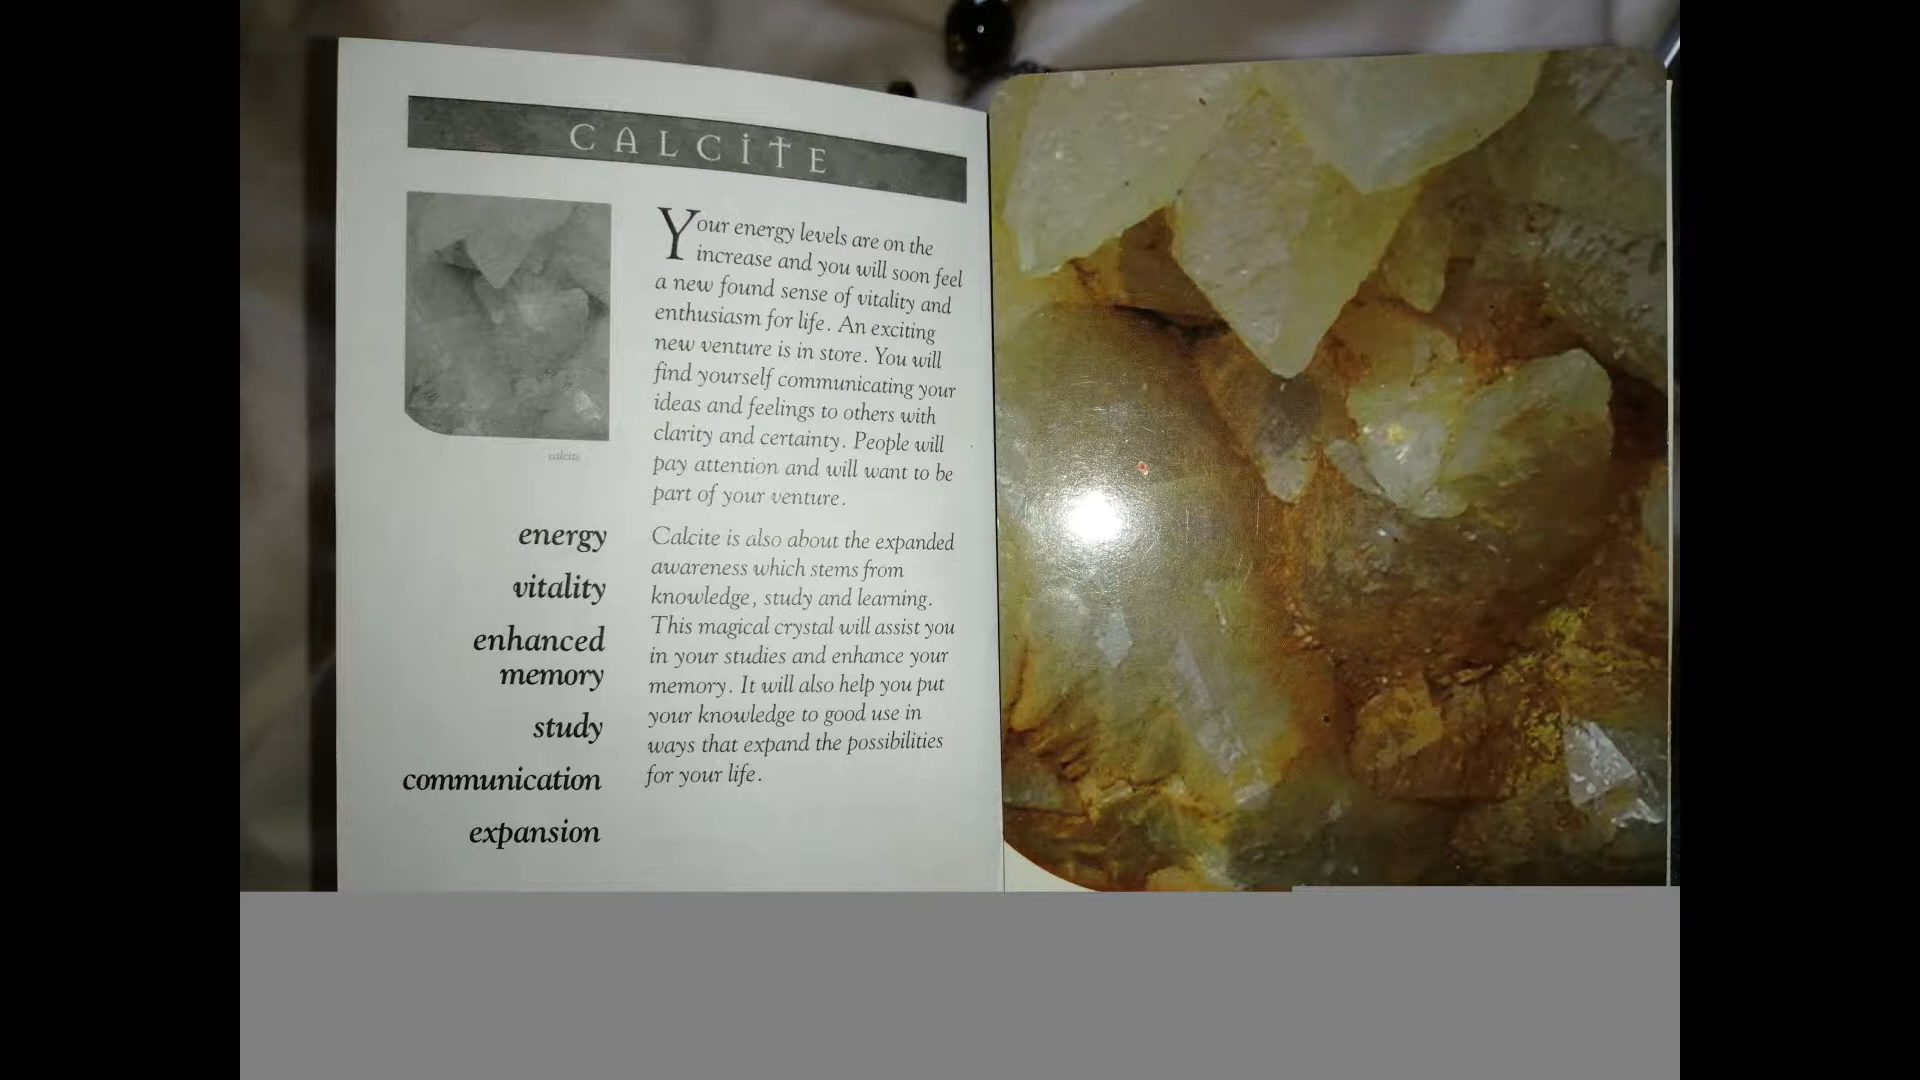 CALCITE
calcite
energy
vitality
enhanced
memory
study
communication
expansion
Your energy levels are on the
increase and you will soon feel
a new found sense of vitality and
enthusiasm for life. An exciting
new venture is in store. You will
find yourself communicating your
ideas and feelings to others with
clarity and certainty. People will
pay attention and will want to be
part of your venture.
Calcite is also about the expanded
awareness which stems from
knowledge, study and learning.
This magical crystal will assist you
in your studies and enhance your
memory. It will also help you put
your knowledge to good use in
ways that expand the possibilities
for your life.